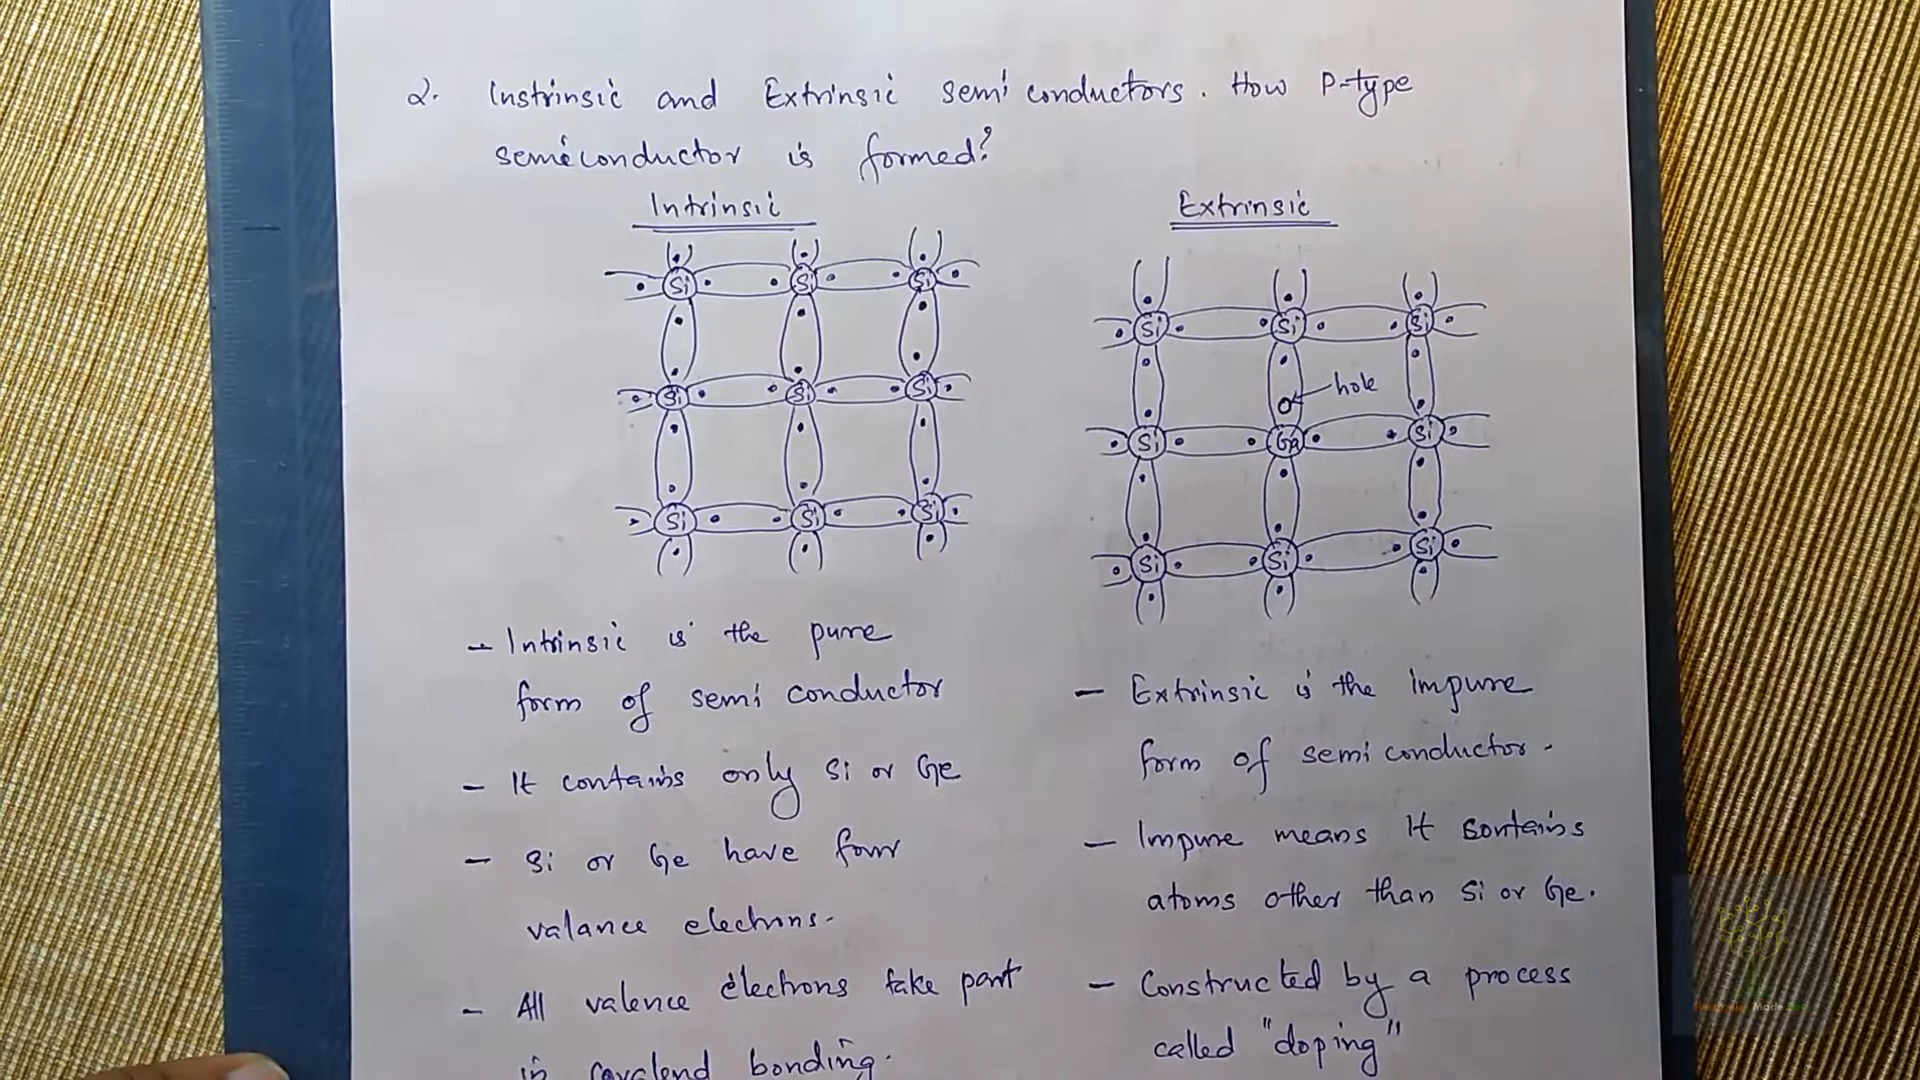 2. Instrinsic and Extrinsic semi conductors. How P-type
semiconductor is formed?
Intrinsic
Extrinsic
Si Si Si
Si Si Si
Si Si Si
Si Si Si
hole
Si Ga Si
Si Si Si
- Intrinsic is the pure
form of semi conductor
- It contains only Si or Ge
- Si or Ge have four
valance electrons.
- All valence electrons take part
in covalend bonding.
- Extrinsic is the impure
form of semi conductor.
- Impure means It contains
atoms other than Si or Ge.
- Constructed by a process
called "doping"
Made